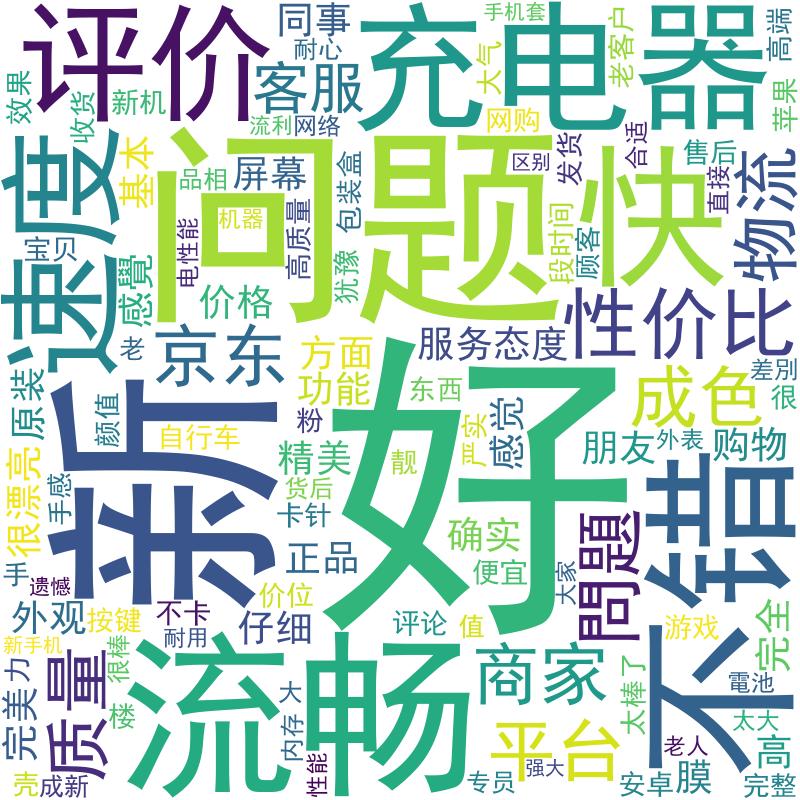 评价
同事
耐心
客服
充电器
手机套
大气
老客户
高端
苹果
效果
收货
新机
流利
网络
网购
发货
合适
售后
直接
物流
速度
基本
品相
屏幕
包装盒
问题
快
区别
机器
高质量
电性能
段时间
顾客
宝贝
感覺
价格
犹豫
性价比
老
京东
方面
服务态度
功能
东西
成色
差别
很
原装
颜值
新
自行车
粉
精美
靓
严实
感觉
朋友
外表
购物
好
不错
很漂亮
手感
货后
卡针
正品
确实
便宜
大家
問題
手
遗憾
外观
按键
不卡
耐用
价位
仔细
评论
值
游戏
完全
新手机
很棒
完美
力
质量
楼
流畅
大
内存
性能
商家
平台
太棒了
電池
太大
老人
高
壳
成新
专员
强大
安卓
膜
完整